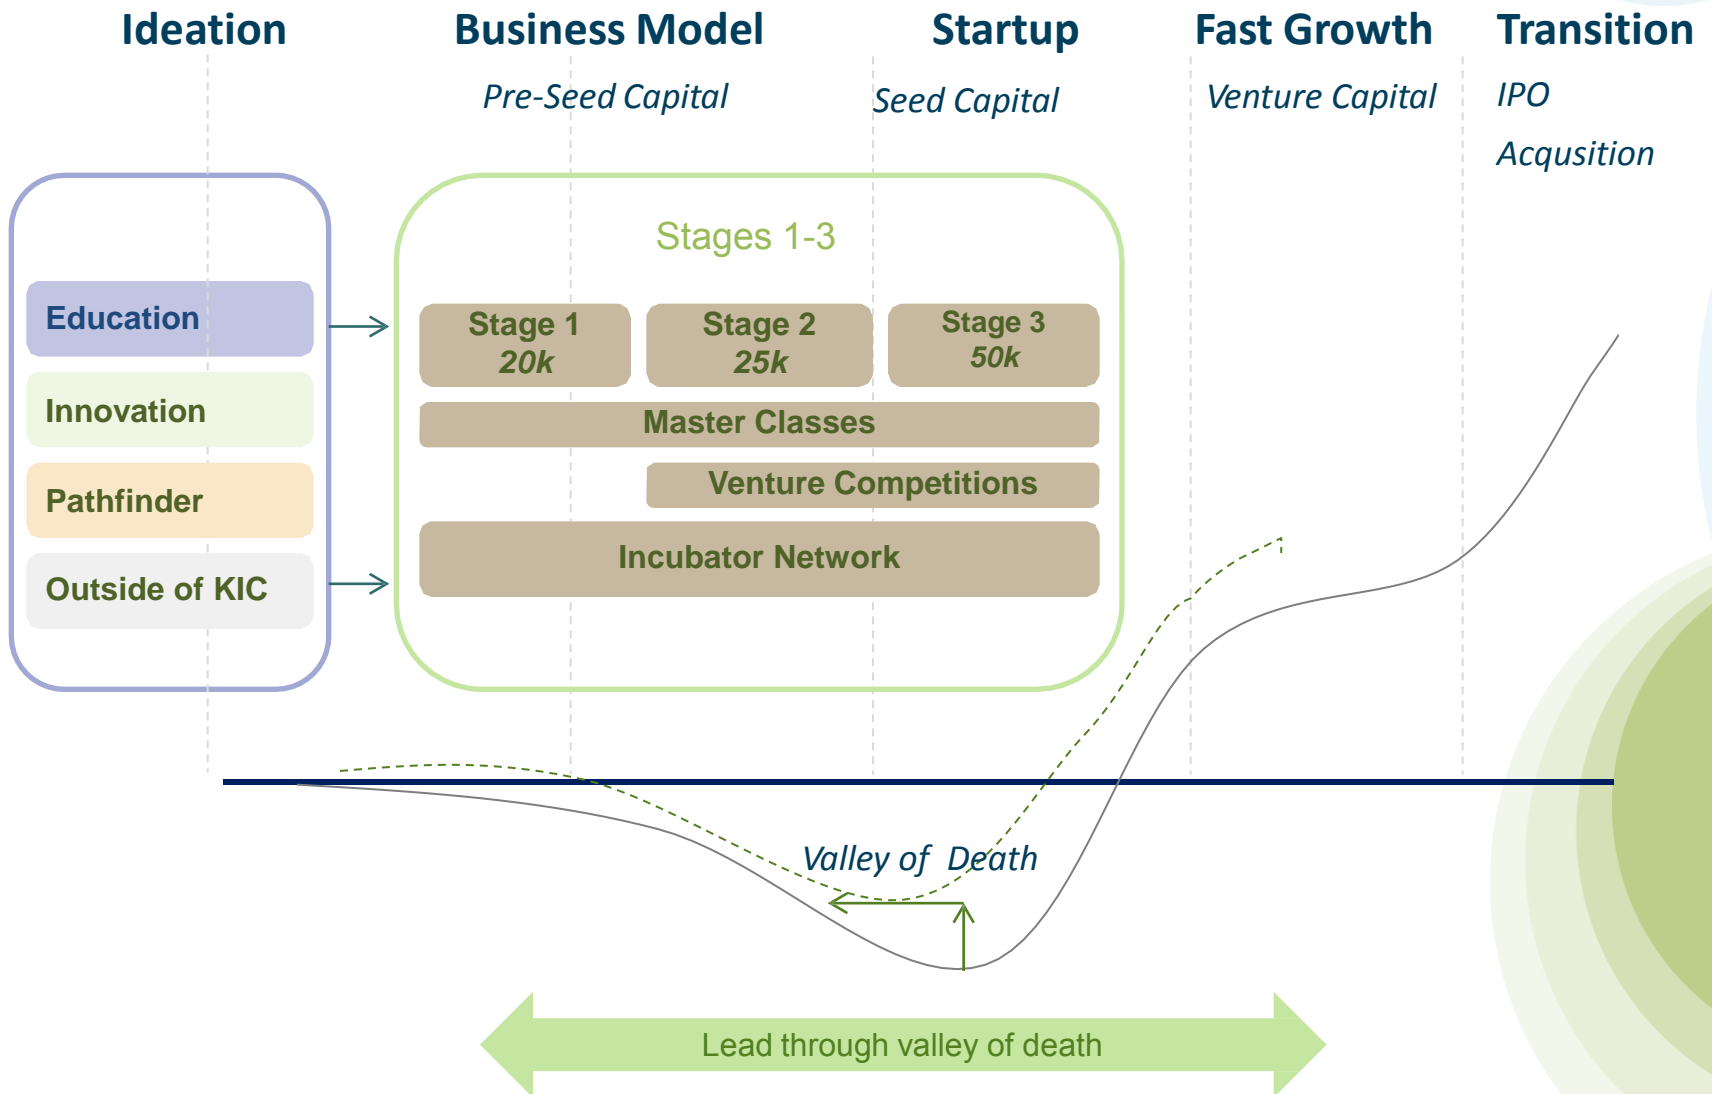 Ideation
Business Model
Startup
Fast Growth
Transition
Pre-Seed Capital
Seed Capital
Venture Capital
IPO
Acqusition
Stages 1-3
Education
Innovation
Pathfinder
Outside of KIC
Stage 1
20k
Stage 2
25k
Stage 3
50k
Master Classes
Venture Competitions
Incubator Network
Valley of Death
Lead through valley of death